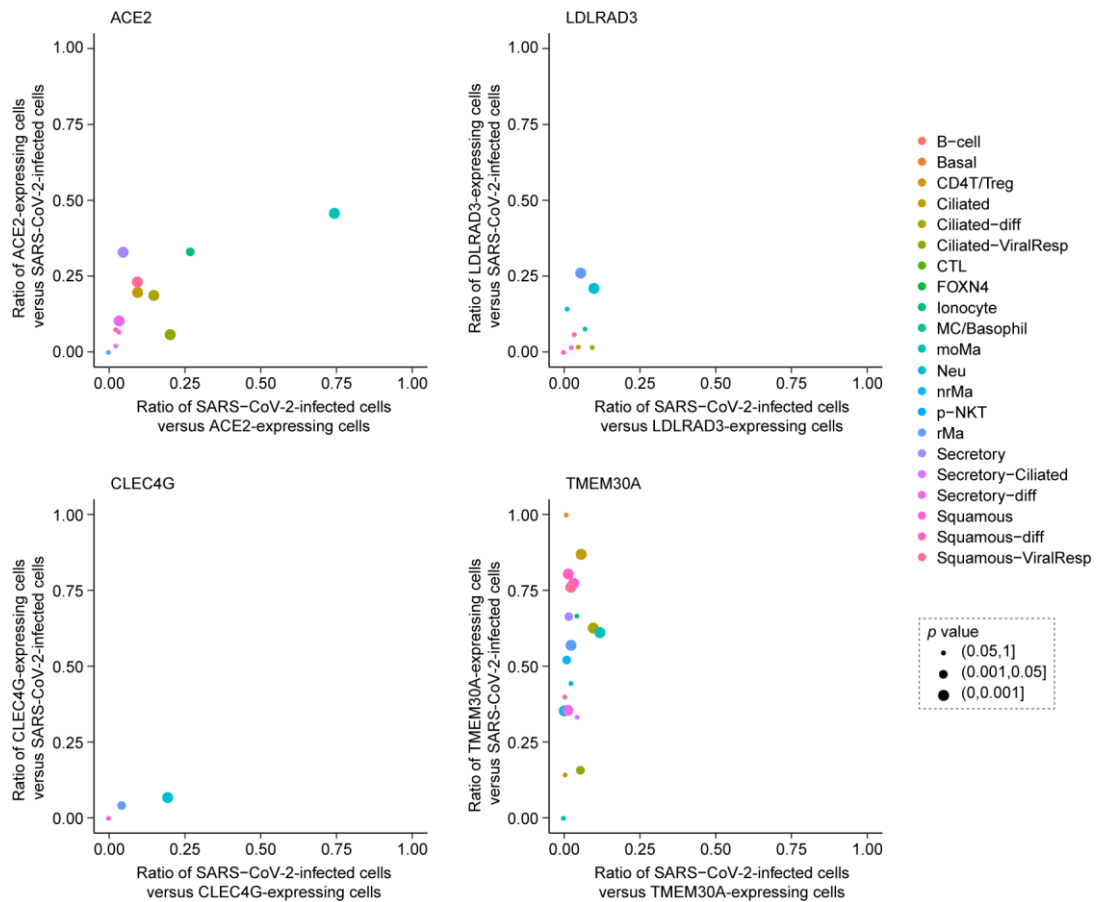 ACE2
1.00
0.75
0.50
0.25
0.00
Ratio of ACE2-expressing cells
versus SARS-CoV-2-infected cells
0.00 0.25 0.50 0.75 1.00
Ratio of SARS−CoV-2-infected cells
versus ACE2-expressing cells
LDLRAD3
1.00
0.75
0.50
0.25
0.00
Ratio of LDLRAD3-expressing cells
versus SARS-CoV-2-infected cells
0.00 0.25 0.50 0.75 1.00
Ratio of SARS−CoV-2-infected cells
versus LDLRAD3-expressing cells
CLEC4G
1.00
0.75
0.50
0.25
0.00
Ratio of CLEC4G-expressing cells
versus SARS-CoV-2-infected cells
0.00 0.25 0.50 0.75 1.00
Ratio of SARS−CoV-2-infected cells
versus CLEC4G-expressing cells
TMEM30A
1.00
0.75
0.50
0.25
0.00
Ratio of TMEM30A-expressing cells
versus SARS-CoV-2-infected cells
0.00 0.25 0.50 0.75 1.00
Ratio of SARS−CoV-2-infected cells
versus TMEM30A-expressing cells
B−cell
Basal
CD4T/Treg
Ciliated
Ciliated−diff
Ciliated−ViralResp
CTL
FOXN4
Ionocyte
MC/Basophil
moMa
Neu
nrMa
p−NKT
rMa
Secretory
Secretory−Ciliated
Secretory−diff
Squamous
Squamous−diff
Squamous−ViralResp
p value
(0.05,1]
(0.001,0.05]
(0,0.001]